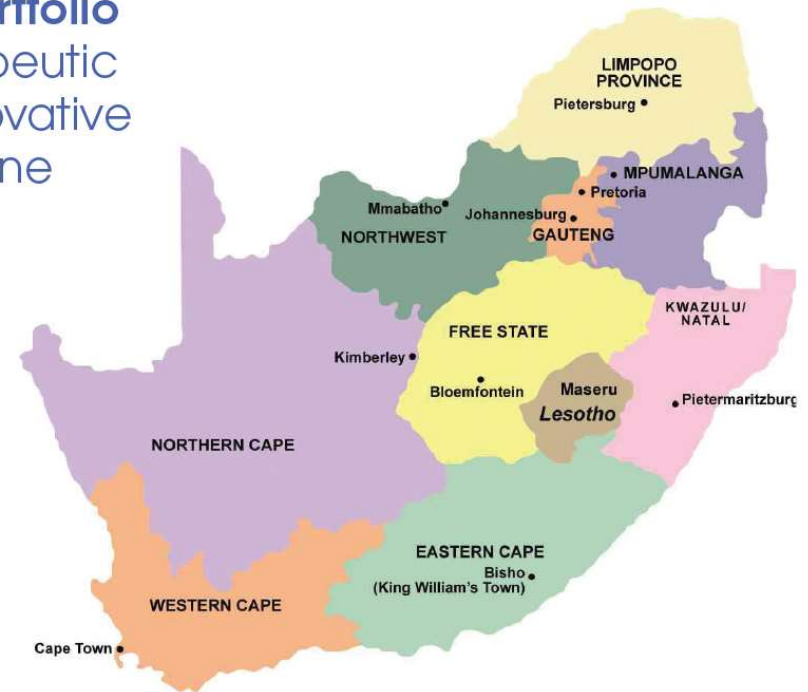 rtfolio
peutic
ovative
ne
LIMPOPO
PROVINCE
Pietersburg
MPUMALANGA
Pretoria
Mmabatho
Johannesburg
NORTHWEST
GAUTENG
KWAZULU/
NATAL
FREE STATE
Kimberley
Bloemfontein
Maseru
Lesotho
Pietermaritzburg
NORTHERN CAPE
EASTERN CAPE
Bisho
(King William's Town)
WESTERN CAPE
Cape Town